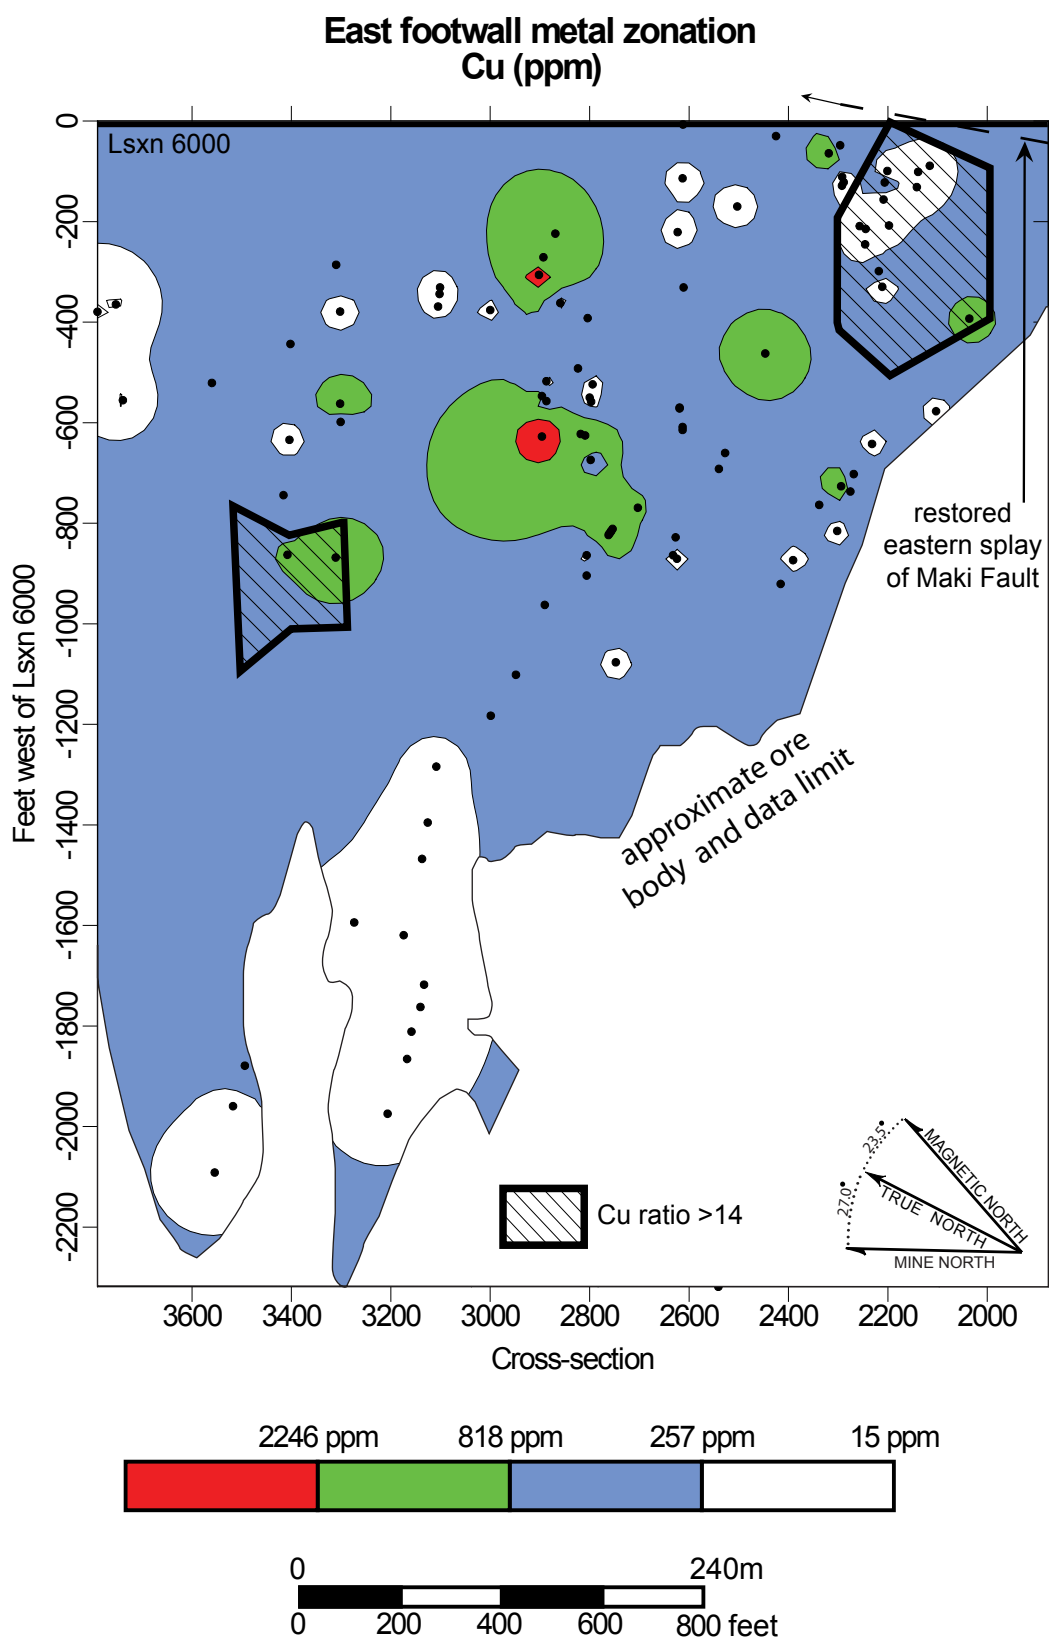 East footwall metal zonation
Cu (ppm)
Lsxn 6000
0
-200
-400
-600
-800
-1000
-1200
-1400
-1600
-1800
-2000
-2200
Feet west of Lsxn 6000
restored
eastern splay
of Maki Fault
approximate ore
body and data limit
Cu ratio >14
23.5°
27.0°
MAGNETIC NORTH
TRUE NORTH
MINE NORTH
3600 3400 3200 3000 2800 2600 2400 2200 2000
Cross-section
2246 ppm 818 ppm 257 ppm 15 ppm
0 240m
0 200 400 600 800 feet